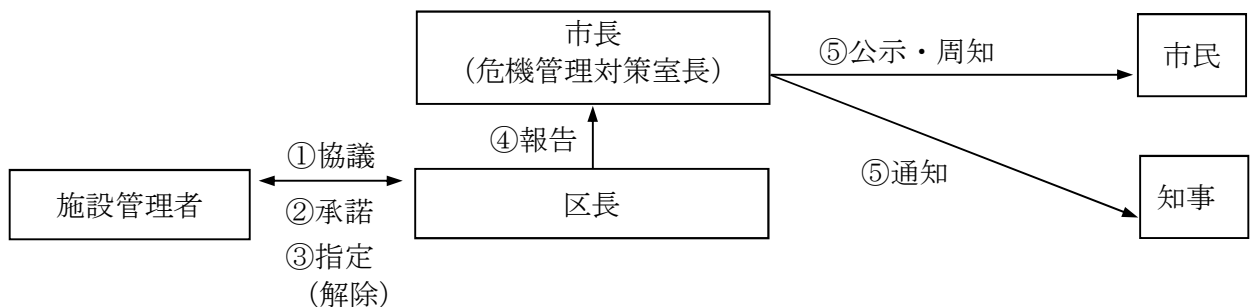 市長
（危機管理対策室長）
⑤公示・周知
市民
④報告
①協議
⑤通知
施設管理者
②承諾
区長
知事
③指定
（解除）